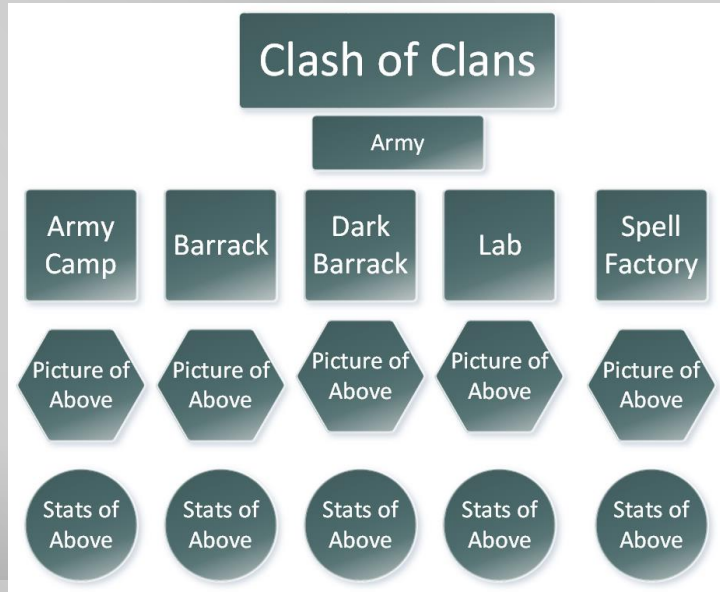 Clash of Clans
Army
Army
Camp
Barrack
Dark
Barrack
Lab
Spell
Factory
Picture of
Above
Picture of
Above
Picture of
Above
Picture of
Above
Picture of
Above
Stats of
Above
Stats of
Above
Stats of
Above
Stats of
Above
Stats of
Above